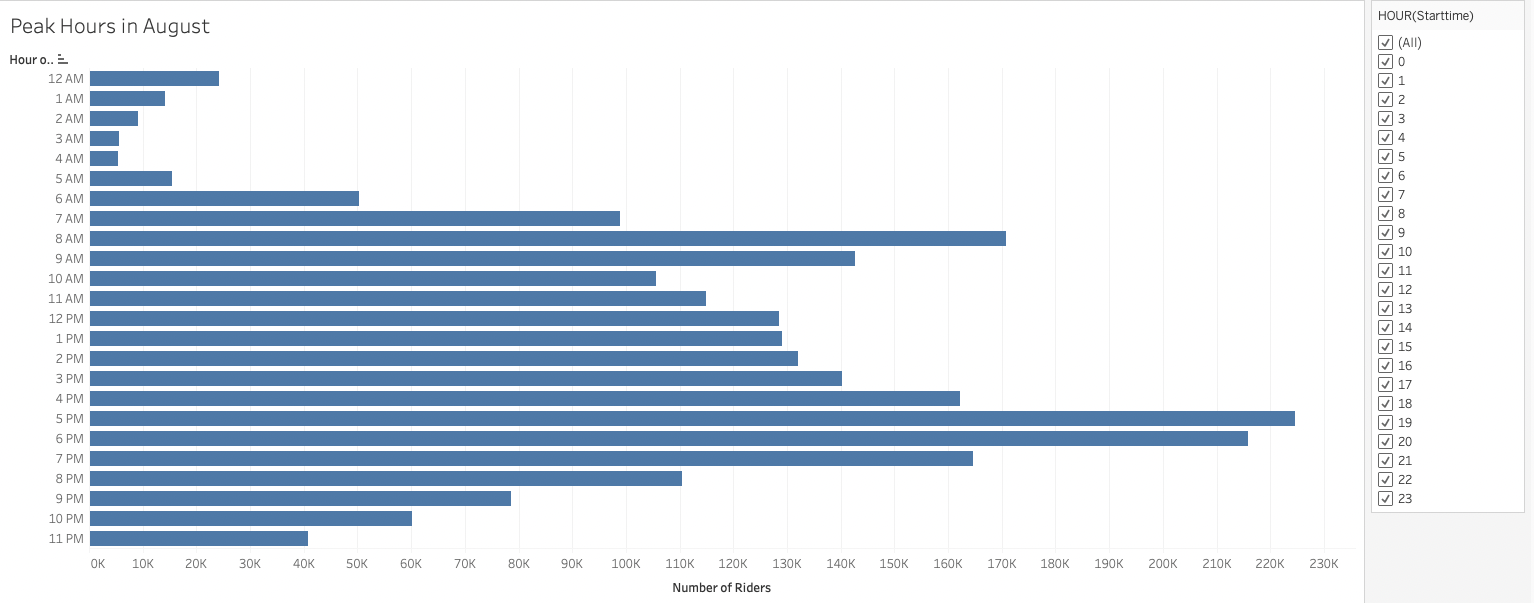 Peak Hours in August
Hour o..
12 AM
1 AM
2 AM
3 AM
4 AM
5 AM
6 AM
7 AM
8 AM
9 AM
10 AM
11 AM
12 PM
1 PM
2 PM
3 PM
4 PM
5 PM
6 PM
7 PM
8 PM
9 PM
10 PM
11 PM
0K 10K 20K 30K 40K 50K 60K 70K 80K 90K 100K 110K 120K 130K 140K 150K 160K 170K 180K 190K 200K 210K 220K 230K
Number of Riders
HOUR(Starttime)
(All)
0
1
2
3
4
5
6
7
8
9
10
11
12
13
14
15
16
17
18
19
20
21
22
23